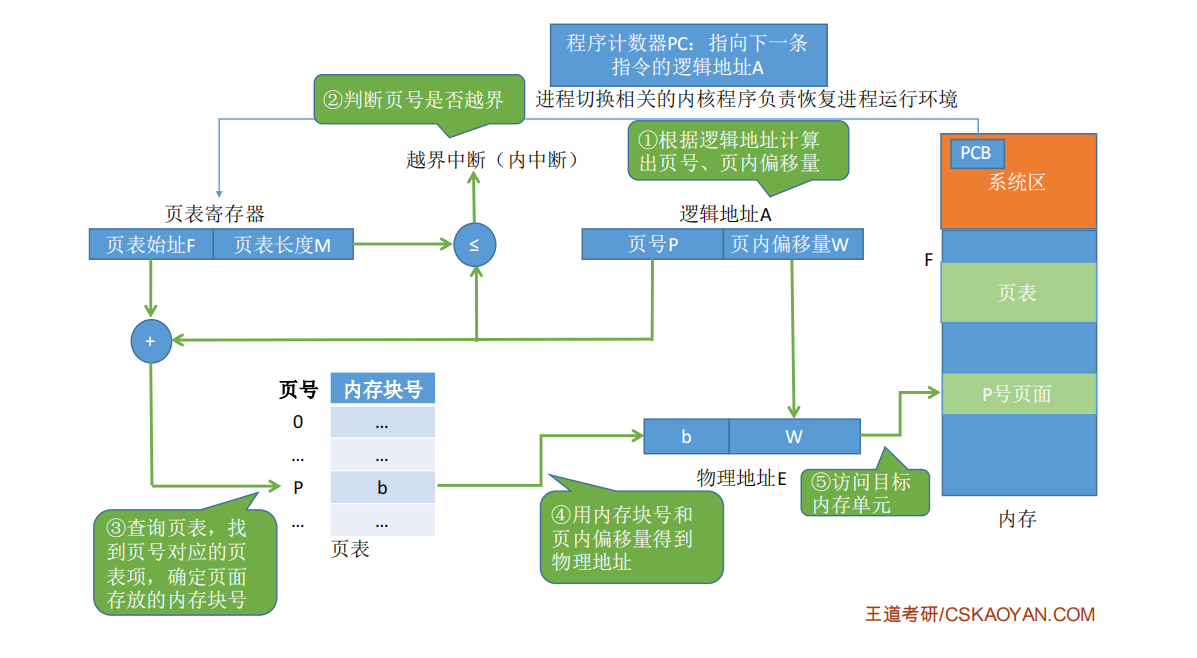 程序计数器PC：指向下一条
指令的逻辑地址A
②判断页号是否越界
进程切换相关的内核程序负责恢复进程运行环境
①根据逻辑地址计算
出页号、页内偏移量
PCB
系统区
越界中断（内中断）
页表寄存器
逻辑地址A
页表始址F
页表长度M
≤
页号P
页内偏移量W
F
页表
+
页号
内存块号
0
…
…
…
P
b
…
…
页表
P号页面
b
W
物理地址E
③查询页表，找
到页号对应的页
表项，确定页面
存放的内存块号
④用内存块号和
页内偏移量得到
物理地址
⑤访问目标
内存单元
内存
王道考研/CSKAOYAN.COM